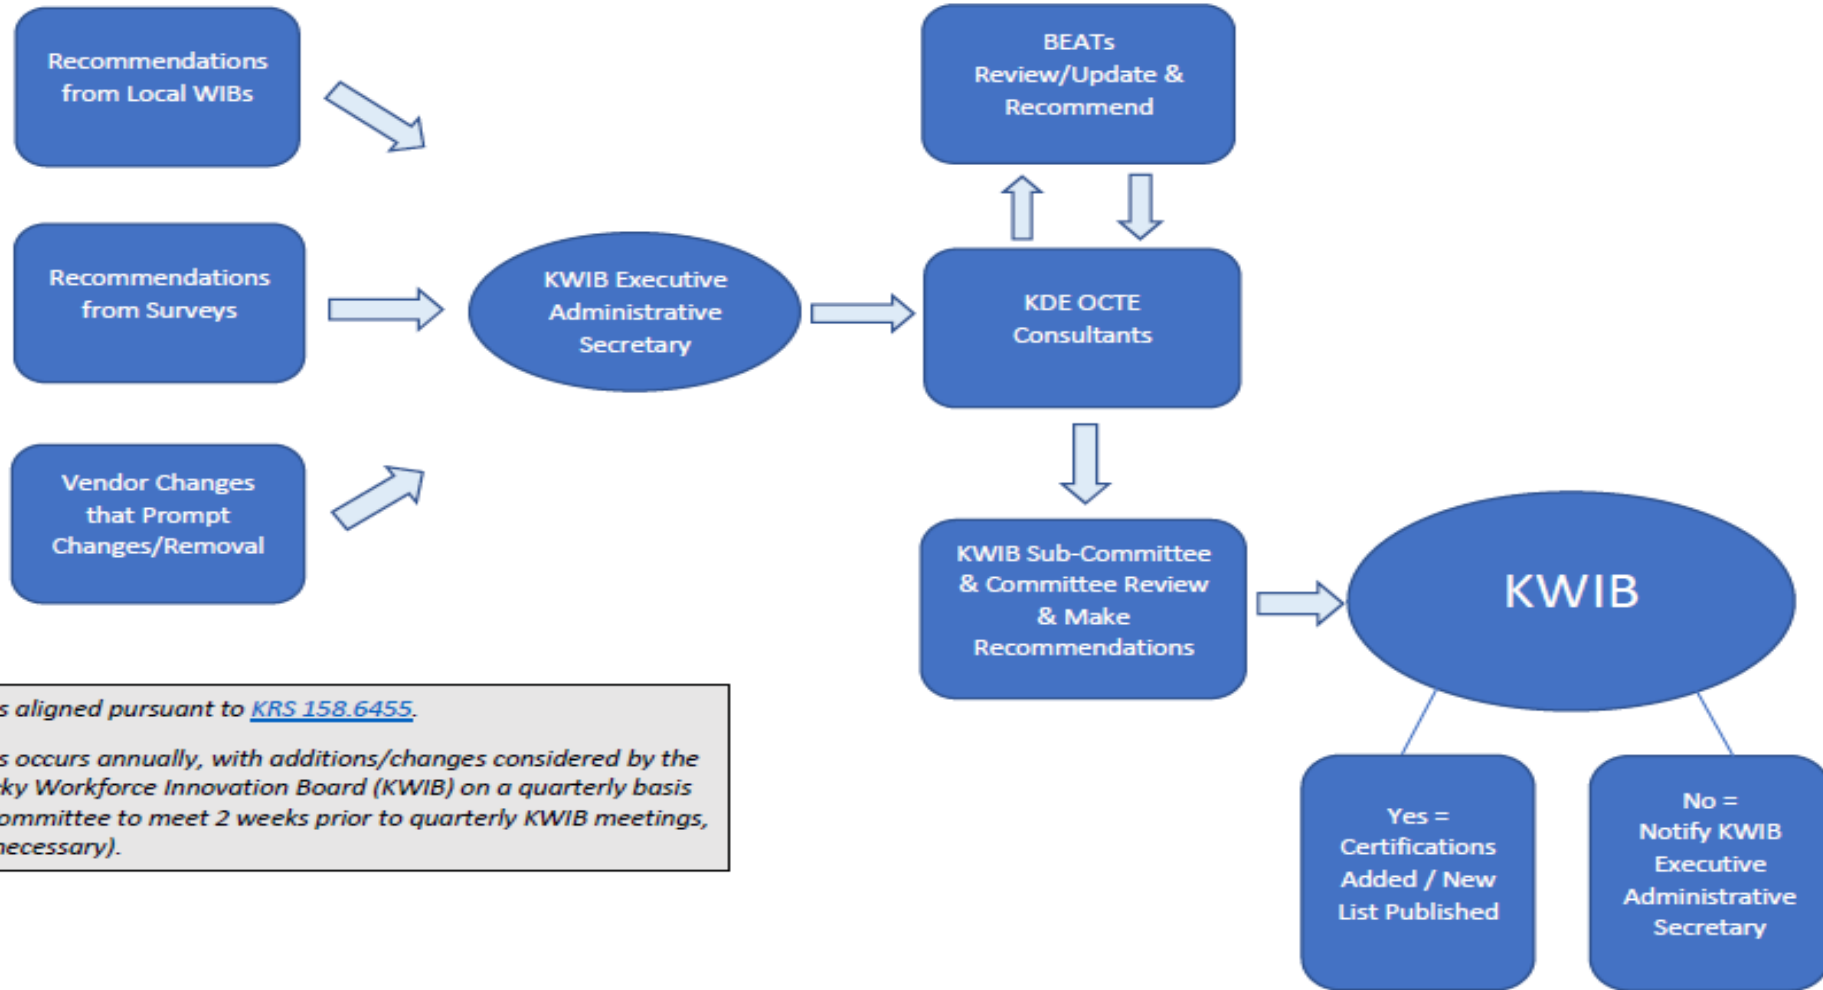 Recommendations
from Local WIBs
BEATs
Review/Update &
Recommend
Recommendations
from Surveys
KWIB Executive
Administrative
Secretary
KDE OCTE
Consultants
Vendor Changes
that Prompt
Changes/Removal
KWIB Sub-Committee
& Committee Review
& Make
Recommendations
KWIB
s aligned pursuant to KRS 158.6455.
s occurs annually, with additions/changes considered by the
cky Workforce Innovation Board (KWIB) on a quarterly basis
ommittee to meet 2 weeks prior to quarterly KWIB meetings,
necessary).
Yes =
Certifications
Added / New
List Published
No =
Notify KWIB
Executive
Administrative
Secretary